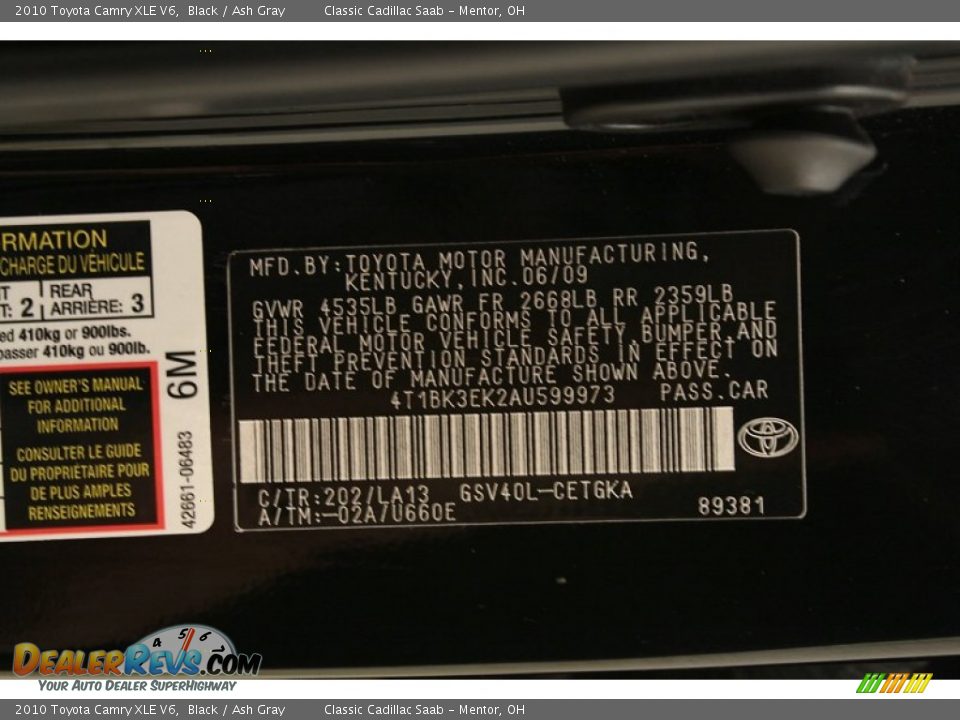 2010 Toyota Camry XLE V6, Black / Ash Gray Classic Cadillac Saab - Mentor, OH
RMATION
CHARGE DU VÉHICULE
T: 2 REAR ARRIÈRE: 3
ed 410kg or 900lbs.
passer 410kg ou 900lb.
SEE OWNER'S MANUAL
FOR ADDITIONAL
INFORMATION
CONSULTER LE GUIDE
DU PROPRIÉTAIRE POUR
DE PLUS AMPLES
RENSEIGNEMENTS
6M
42661-06483
MFD.BY:TOYOTA MOTOR MANUFACTURING,
KENTUCKY,INC.06/09
GVWR 4535LB GAWR FR 2668LB RR 2359LB
THIS VEHICLE CONFORMS TO ALL APPLICABLE
FEDERAL MOTOR VEHICLE SAFETY,BUMPER,AND
THEFT PREVENTION STANDARDS IN EFFECT ON
THE DATE OF MANUFACTURE SHOWN ABOVE.
4T1BK3EK2AU599973 PASS.CAR
C/TR:202/LA13 GSV40L-CETGKA
A/TM:-02A/U660E 89381
4 5 6
DEALERREVS.COM
YOUR AUTO DEALER SUPERHIGHWAY
2010 Toyota Camry XLE V6, Black / Ash Gray Classic Cadillac Saab - Mentor, OH